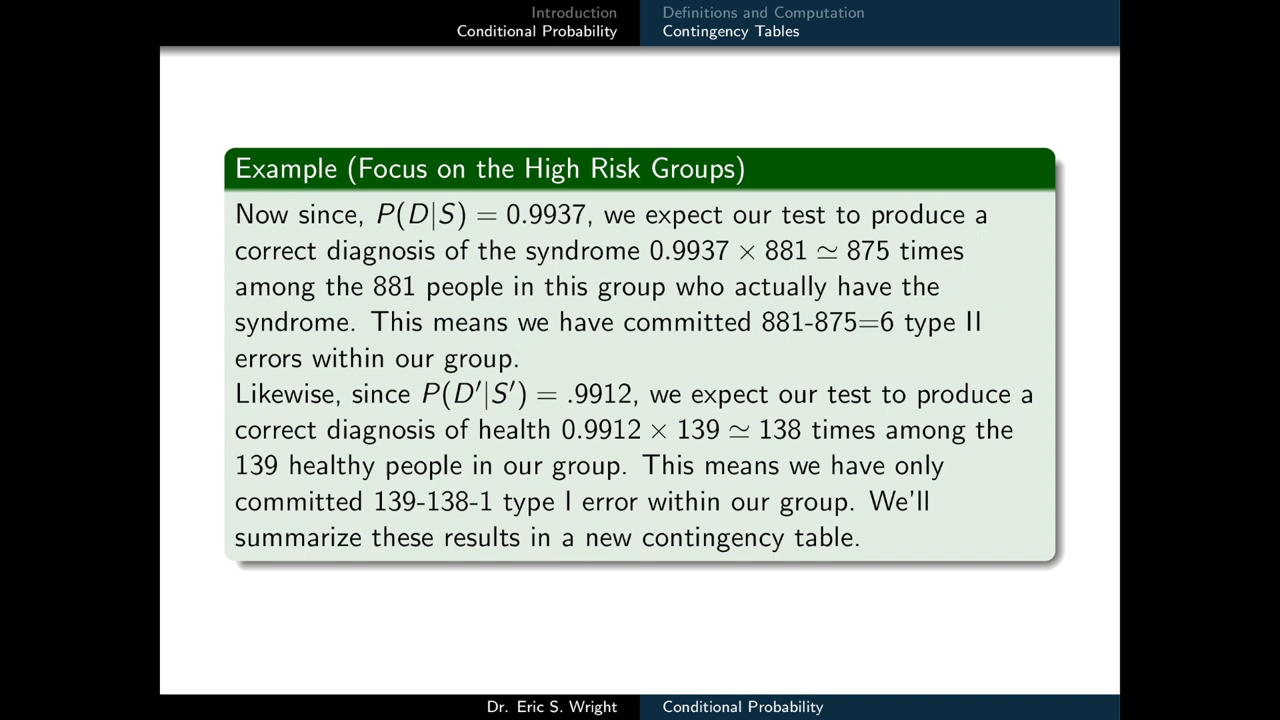 Introduction
Conditional Probability
Definitions and Computation
Contingency Tables
Example (Focus on the High Risk Groups)
Now since, P(D|S) = 0.9937, we expect our test to produce a
correct diagnosis of the syndrome 0.9937 × 881 ≃ 875 times
among the 881 people in this group who actually have the
syndrome. This means we have committed 881-875=6 type II
errors within our group.
Likewise, since P(D′|S′) = .9912, we expect our test to produce a
correct diagnosis of health 0.9912 × 139 ≃ 138 times among the
139 healthy people in our group. This means we have only
committed 139-138-1 type I error within our group. We'll
summarize these results in a new contingency table.
Dr. Eric S. Wright
Conditional Probability